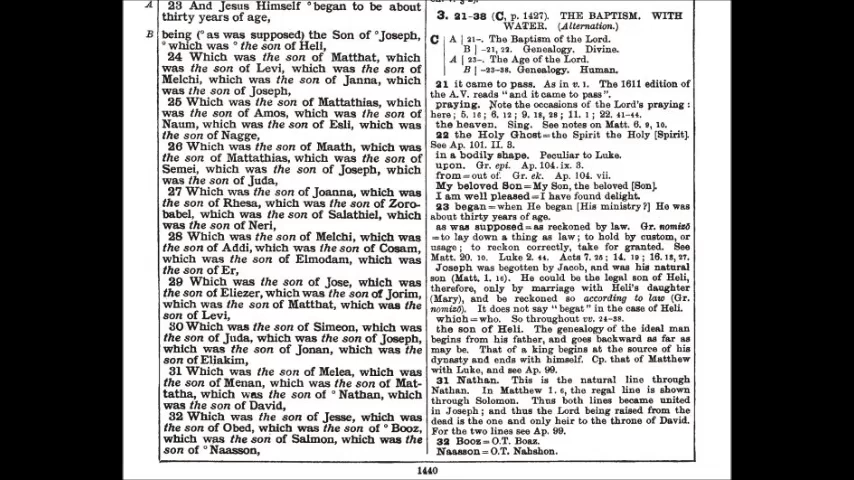 A 23 And Jesus Himself °began to be about
thirty years of age,
B being (°as was supposed) the Son of °Joseph,
°which was °the son of Heli,
24 Which was the son of Matthat, which
was the son of Levi, which was the son of
Melchi, which was the son of Janna, which
was the son of Joseph,
25 Which was the son of Mattathias, which
was the son of Amos, which was the son of
Naum, which was the son of Esli, which was
the son of Nagge,
26 Which was the son of Maath, which was
the son of Mattathias, which was the son of
Semei, which was the son of Joseph, which
was the son of Juda,
27 Which was the son of Joanna, which was
the son of Rhesa, which was the son of Zoro-
babel, which was the son of Salathiel, which
was the son of Neri,
28 Which was the son of Melchi, which was
the son of Addi, which was the son of Cosam,
which was the son of Elmodam, which was
the son of Er,
29 Which was the son of Jose, which was
the son of Eliezer, which was the son of Jorim,
which was the son of Matthat, which was the
son of Levi,
30 Which was the son of Simeon, which was
the son of Juda, which was the son of Joseph,
which was the son of Jonan, which was the
son of Eliakim,
31 Which was the son of Melea, which was
the son of Menan, which was the son of Mat-
tatha, which was the son of °Nathan, which
was the son of David,
32 Which was the son of Jesse, which was
the son of Obed, which was the son of °Booz,
which was the son of Salmon, which was the
son of °Naasson,
3. 21-38 (C, p. 1427). THE BAPTISM. WITH
WATER. (Alternation.)
C A | 21-. The Baptism of the Lord.
B | -21, 22. Genealogy. Divine.
A | 23-. The Age of the Lord.
B | -23-38. Genealogy. Human.
21 it came to pass. As in v. 1. The 1611 edition of
the A.V. reads "and it came to pass".
praying. Note the occasions of the Lord's praying:
here; 5. 16; 6. 12; 9. 18, 28; 11. 1; 22. 41-44.
the heaven. Sing. See notes on Matt. 6. 9, 10.
22 the Holy Ghost=the Spirit the Holy [Spirit].
See Ap. 101. II. 3.
in a bodily shape. Peculiar to Luke.
upon. Gr. epi. Ap. 104. ix. 3.
from=out of. Gr. ek. Ap. 104. vii.
My beloved Son=My Son, the beloved [Son].
I am well pleased=I have found delight.
23 began=when He began [His ministry?] He was
about thirty years of age.
as was supposed=as reckoned by law. Gr. nomizō
=to lay down a thing as law; to hold by custom, or
usage; to reckon correctly, take for granted. See
Matt. 20. 10. Luke 2. 44. Acts 7. 25; 14. 19; 16. 13, 27.
Joseph was begotten by Jacob, and was his natural
son (Matt. 1. 16). He could be the legal son of Heli,
therefore, only by marriage with Heli's daughter
(Mary), and be reckoned so according to law (Gr.
nomizō). It does not say "begat" in the case of Heli.
which=who. So throughout vv. 24-38.
the son of Heli. The genealogy of the ideal man
begins from his father, and goes backward as far as
may be. That of a king begins at the source of his
dynasty and ends with himself. Cp. that of Matthew
with Luke, and see Ap. 99.
31 Nathan. This is the natural line through
Nathan. In Matthew 1. 6, the regal line is shown
through Solomon. Thus both lines became united
in Joseph; and thus the Lord being raised from the
dead is the one and only heir to the throne of David.
For the two lines see Ap. 99.
32 Booz=O.T. Boaz.
Naasson=O.T. Nahshon.
1440